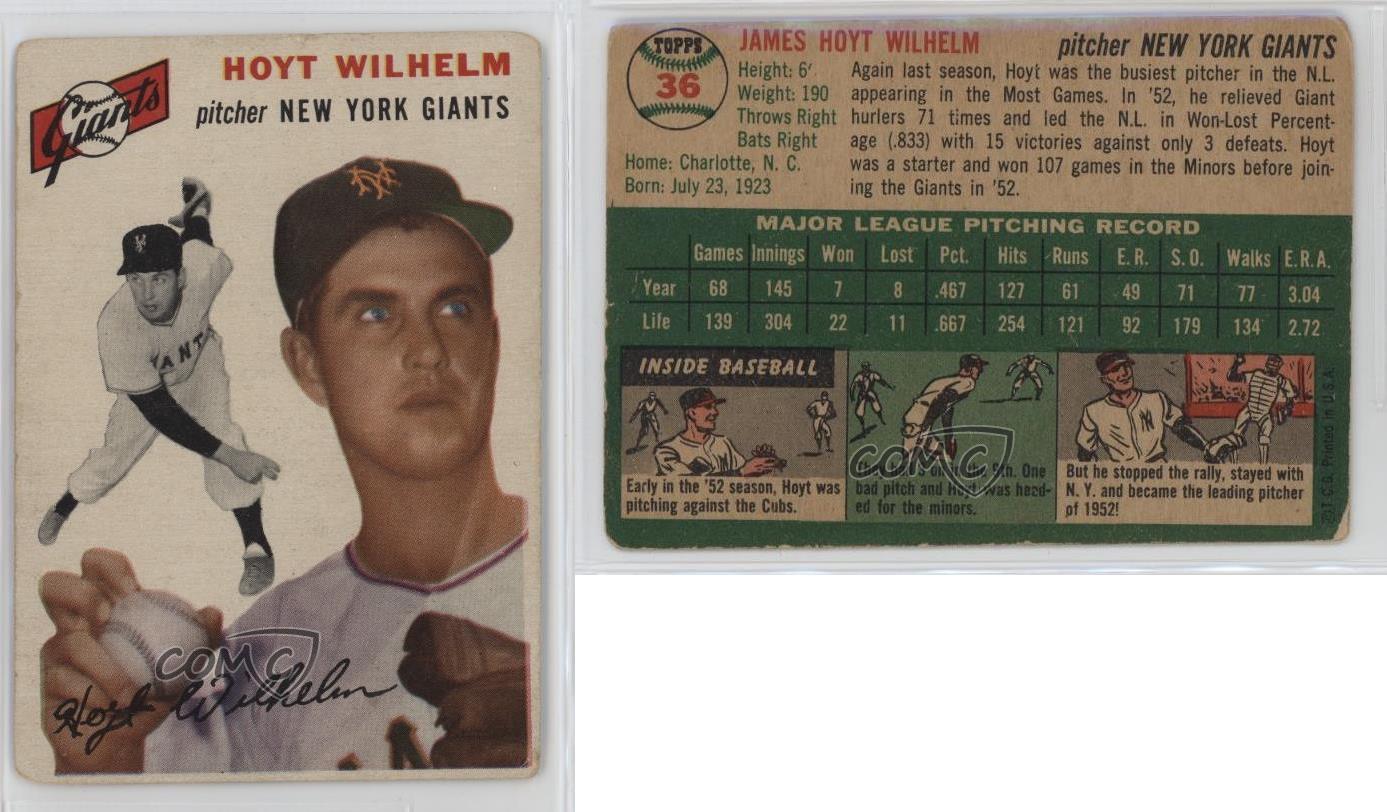 Giants
HOYT WILHELM
pitcher NEW YORK GIANTS
NY
NY
IANT
COMC
Hoyt Wilhelm
TOPPS
36
JAMES HOYT WILHELM
pitcher NEW YORK GIANTS
Height: 6'
Weight: 190
Throws Right
Bats Right
Home: Charlotte, N. C.
Born: July 23, 1923
Again last season, Hoyt was the busiest pitcher in the N.L.
appearing in the Most Games. In '52, he relieved Giant
hurlers 71 times and led the N.L. in Won-Lost Percent-
age (.833) with 15 victories against only 3 defeats. Hoyt
was a starter and won 107 games in the Minors before join-
ing the Giants in '52.
MAJOR LEAGUE PITCHING RECORD
Games Innings Won Lost Pct. Hits Runs E. R. S. O. Walks E.R.A.
Year 68 145 7 8 .467 127 61 49 71 77 3.04
Life 139 304 22 11 .667 254 121 92 179 134 2.72
INSIDE BASEBALL
Early in the '52 season, Hoyt was
pitching against the Cubs.
COMC
in the 9th. One
bad pitch and Hoyt was head-
ed for the minors.
But he stopped the rally, stayed with
N. Y. and became the leading pitcher
of 1952!
©T.C.G. Printed in U.S.A.